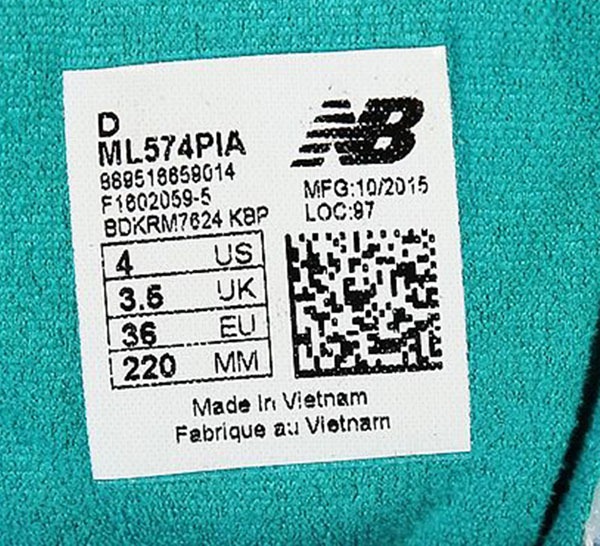 D
ML574PIA
NB
889516659014
MFG:10/2015
F1602059-5
LOC:97
BDKRM7624 KBP
4 US
3.5 UK
36 EU
220 MM
Made in Vietnam
Fabrique au Vietnam